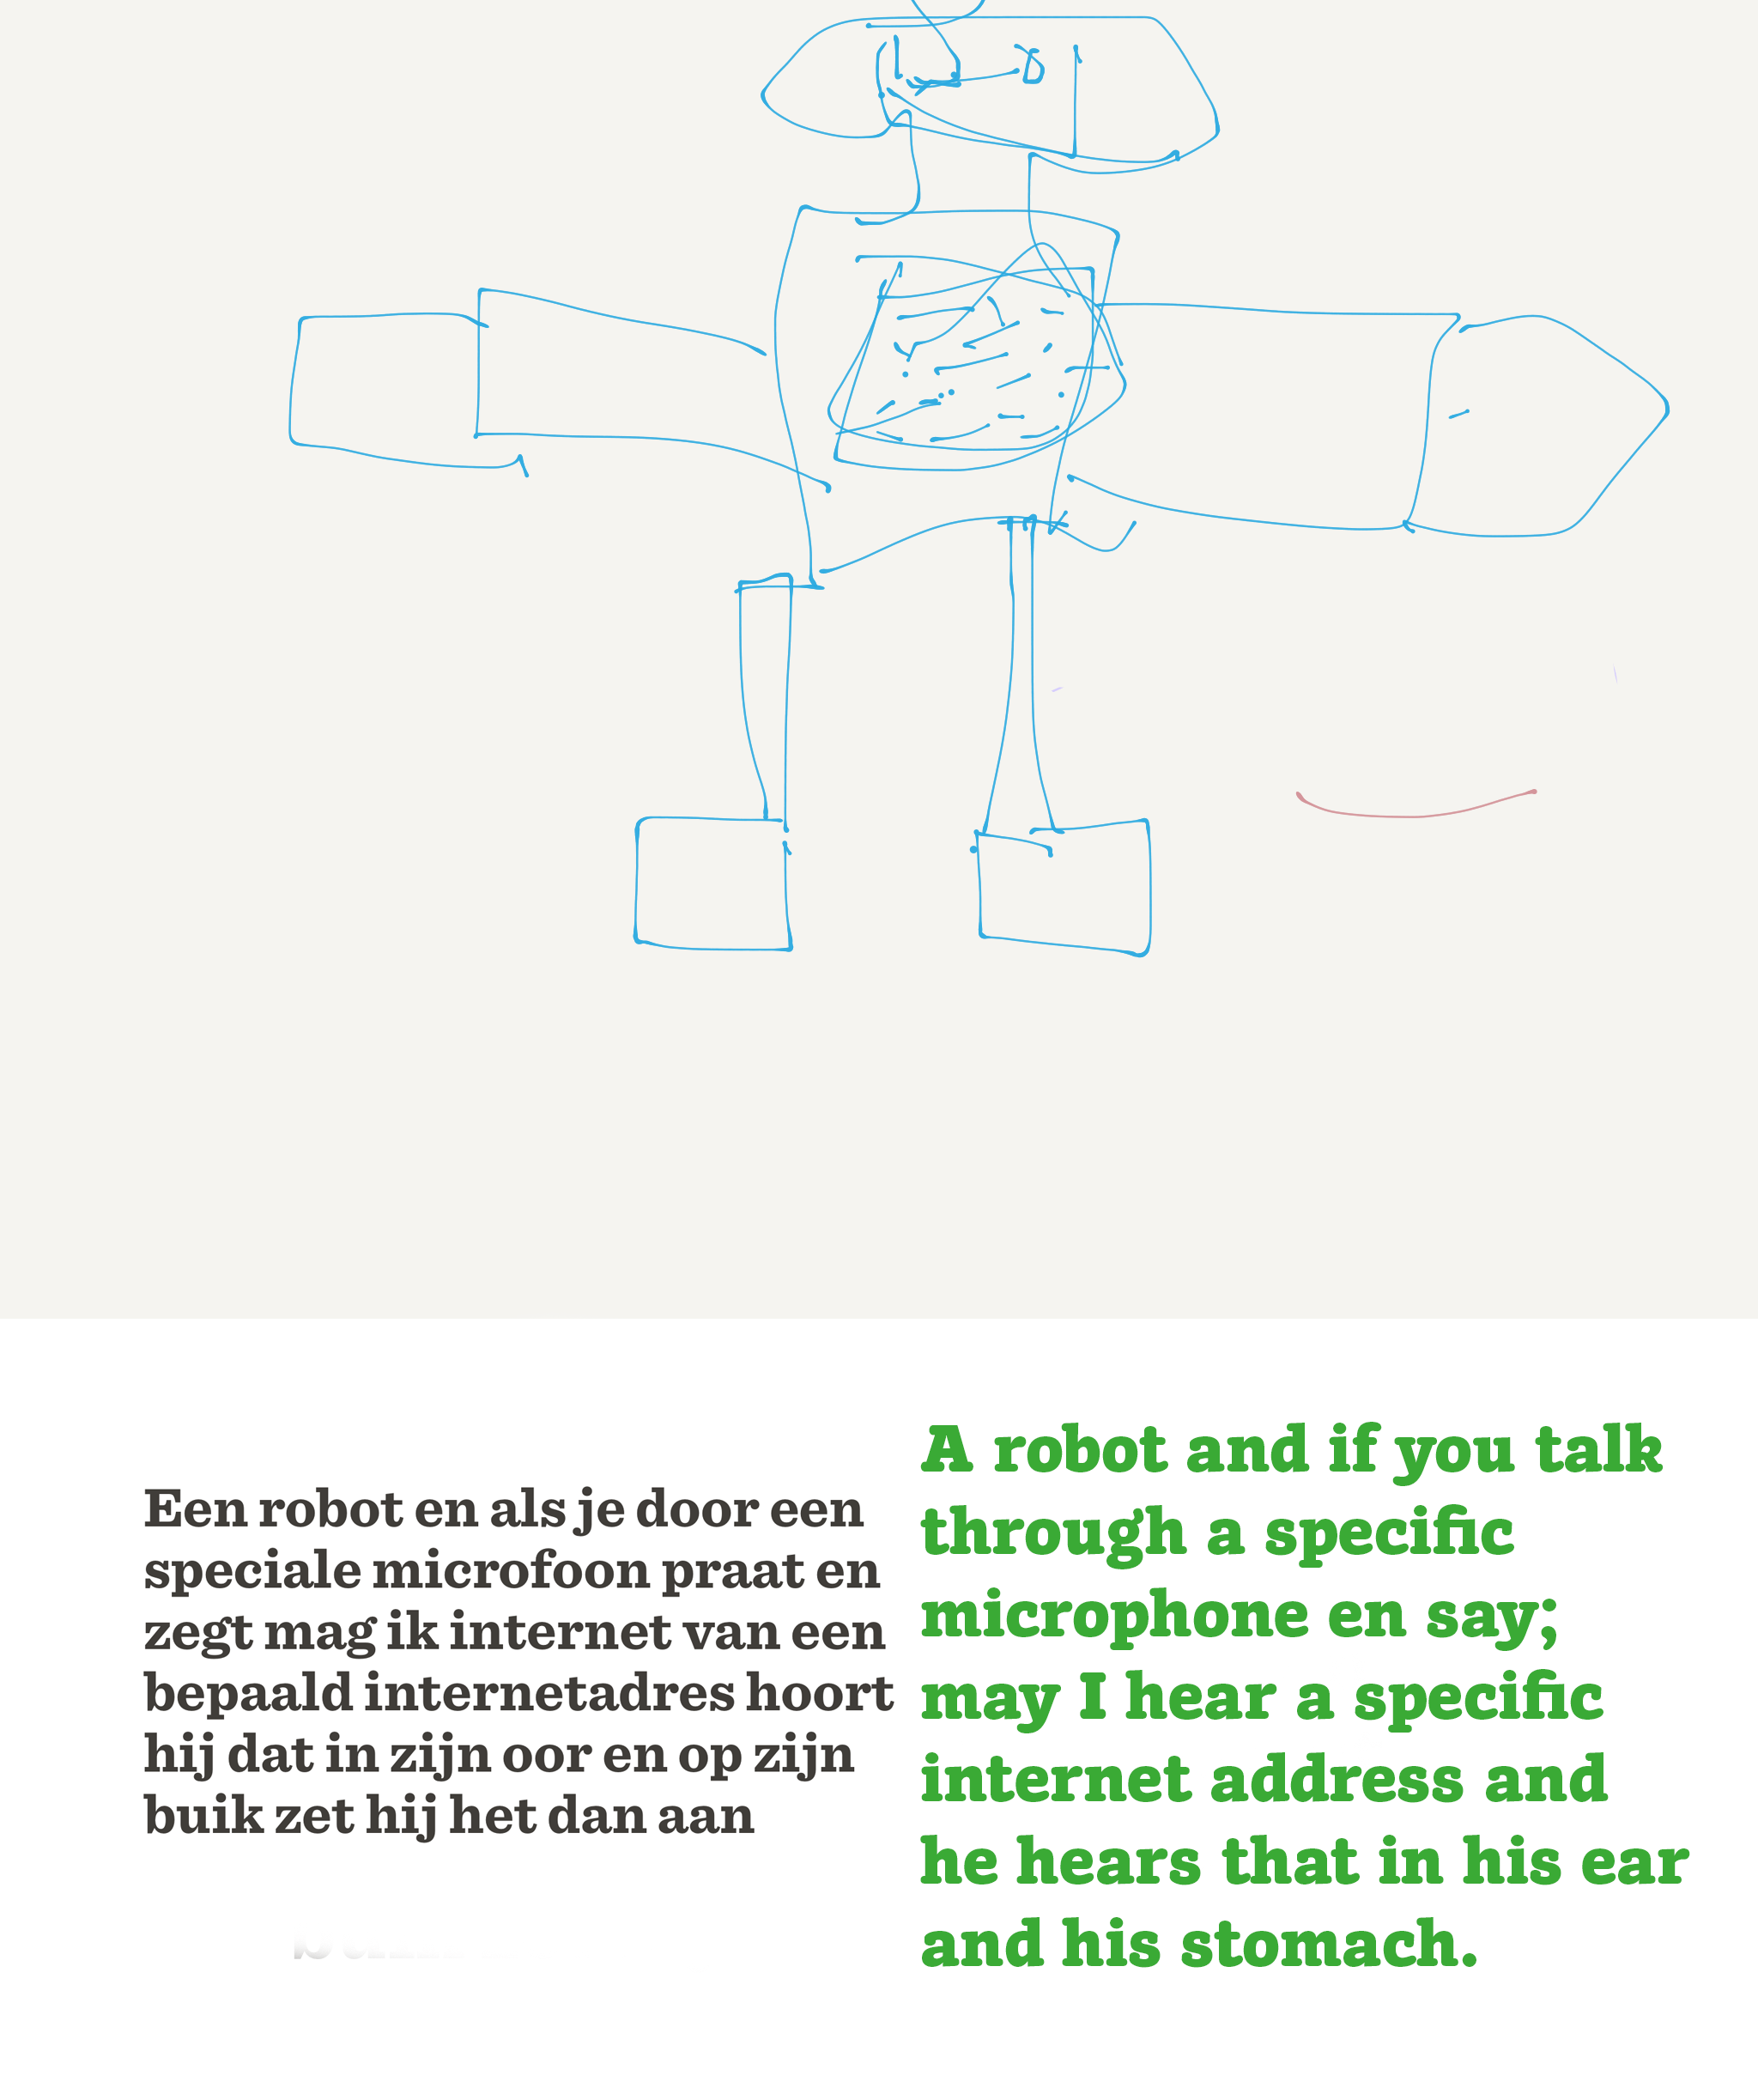 Een robot en als je door een
speciale microfoon praat en
zegt mag ik internet van een
bepaald internetadres hoort
hij dat in zijn oor en op zijn
buik zet hij het dan aan
A robot and if you talk
through a specific
microphone en say;
may I hear a specific
internet address and
he hears that in his ear
and his stomach.